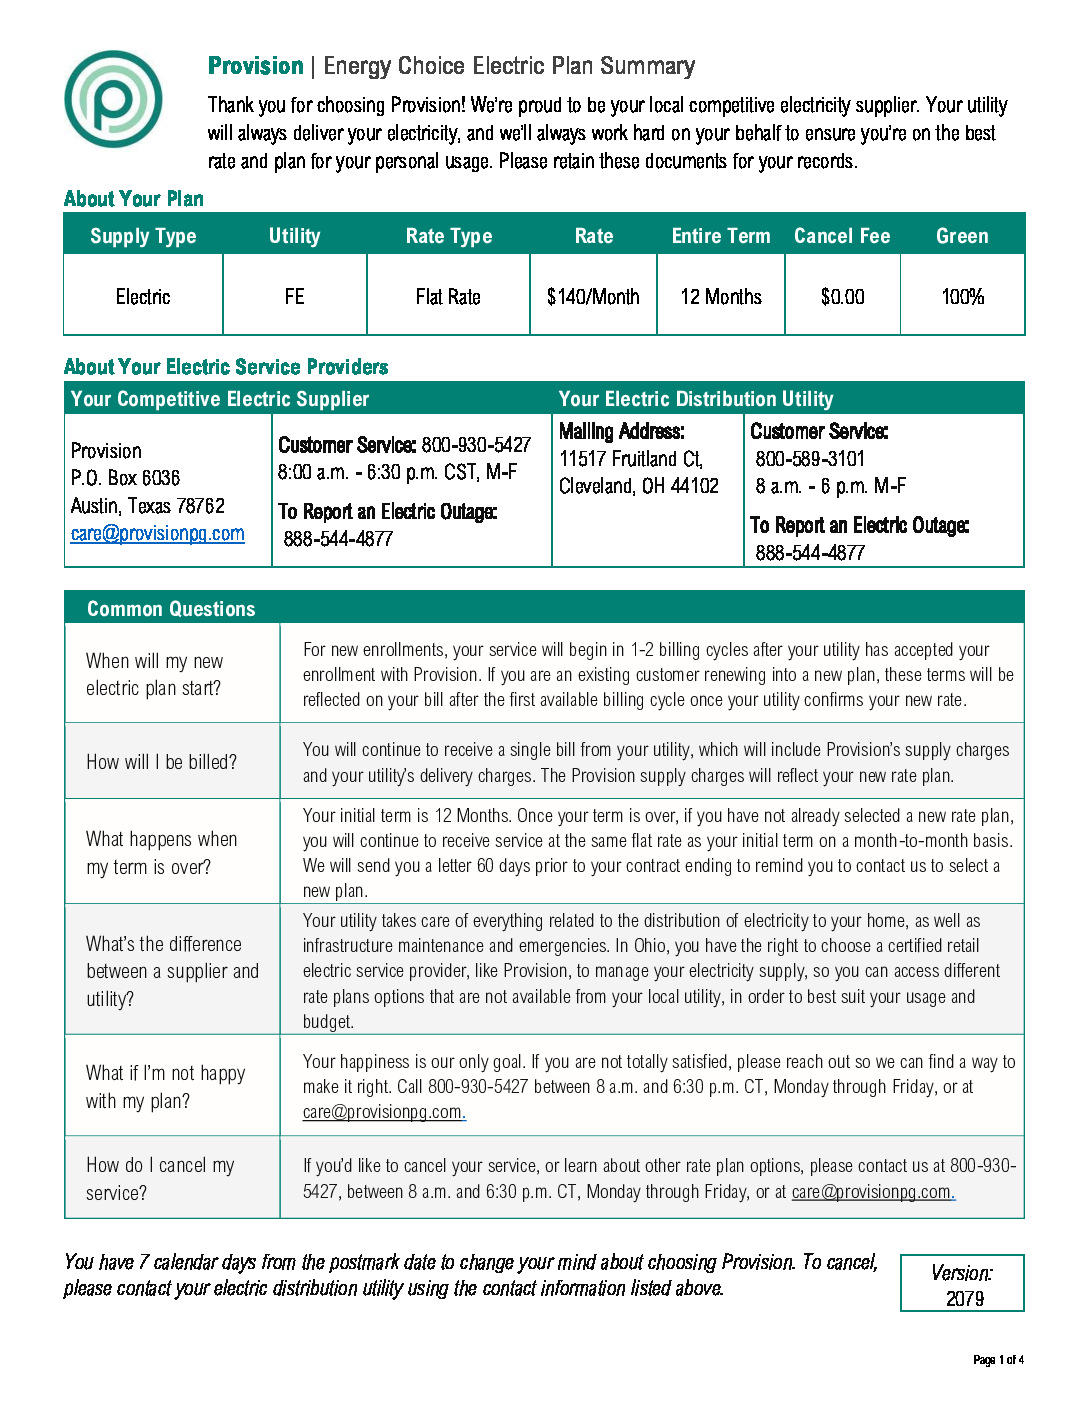 Provision | Energy Choice Electric Plan Summary
Thank you for choosing Provision! We're proud to be your local competitive electricity supplier. Your utility
will always deliver your electricity, and we'll always work hard on your behalf to ensure you're on the best
rate and plan for your personal usage. Please retain these documents for your records.
About Your Plan
Supply Type Utility Rate Type Rate Entire Term Cancel Fee Green
Electric FE Flat Rate $140/Month 12 Months $0.00 100%
About Your Electric Service Providers
Your Competitive Electric Supplier Your Electric Distribution Utility
Provision
P.O. Box 6036
Austin, Texas 78762
care@provisionpg.com
Customer Service: 800-930-5427
8:00 a.m. - 6:30 p.m. CST, M-F
To Report an Electric Outage:
888-544-4877
Mailing Address:
11517 Fruitland Ct,
Cleveland, OH 44102
Customer Service:
800-589-3101
8 a.m. - 6 p.m. M-F
To Report an Electric Outage:
888-544-4877
Common Questions
When will my new
electric plan start?
For new enrollments, your service will begin in 1-2 billing cycles after your utility has accepted your
enrollment with Provision. If you are an existing customer renewing into a new plan, these terms will be
reflected on your bill after the first available billing cycle once your utility confirms your new rate.
How will I be billed?
You will continue to receive a single bill from your utility, which will include Provision's supply charges
and your utility's delivery charges. The Provision supply charges will reflect your new rate plan.
What happens when
my term is over?
Your initial term is 12 Months. Once your term is over, if you have not already selected a new rate plan,
you will continue to receive service at the same flat rate as your initial term on a month-to-month basis.
We will send you a letter 60 days prior to your contract ending to remind you to contact us to select a
new plan.
What's the difference
between a supplier and
utility?
Your utility takes care of everything related to the distribution of electricity to your home, as well as
infrastructure maintenance and emergencies. In Ohio, you have the right to choose a certified retail
electric service provider, like Provision, to manage your electricity supply, so you can access different
rate plans options that are not available from your local utility, in order to best suit your usage and
budget.
What if I'm not happy
with my plan?
Your happiness is our only goal. If you are not totally satisfied, please reach out so we can find a way to
make it right. Call 800-930-5427 between 8 a.m. and 6:30 p.m. CT, Monday through Friday, or at
care@provisionpg.com.
How do I cancel my
service?
If you'd like to cancel your service, or learn about other rate plan options, please contact us at 800-930-
5427, between 8 a.m. and 6:30 p.m. CT, Monday through Friday, or at care@provisionpg.com.
You have 7 calendar days from the postmark date to change your mind about choosing Provision. To cancel,
please contact your electric distribution utility using the contact information listed above.
Version:
2079
Page 1 of 4